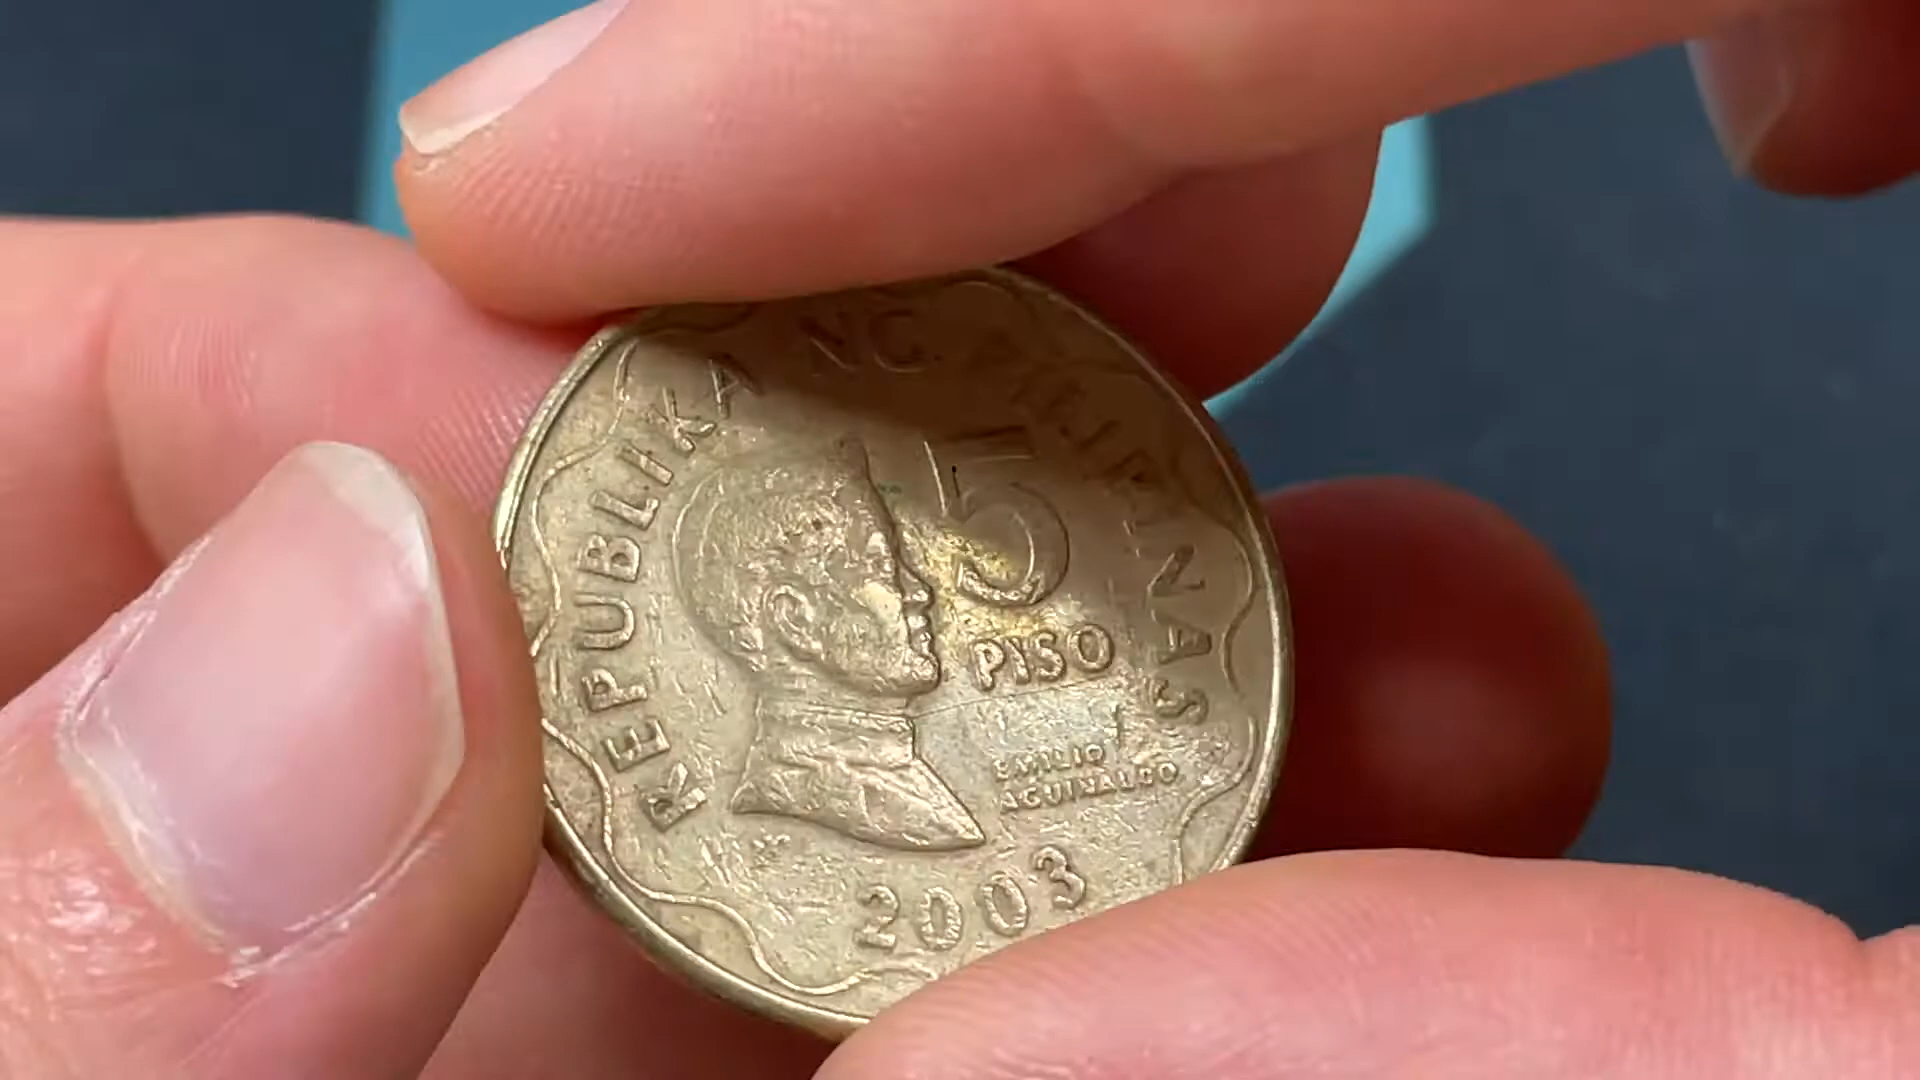 REPUBLIKA NG PILIPINAS
5
PISO
EMILIO
AGUINALDO
2003